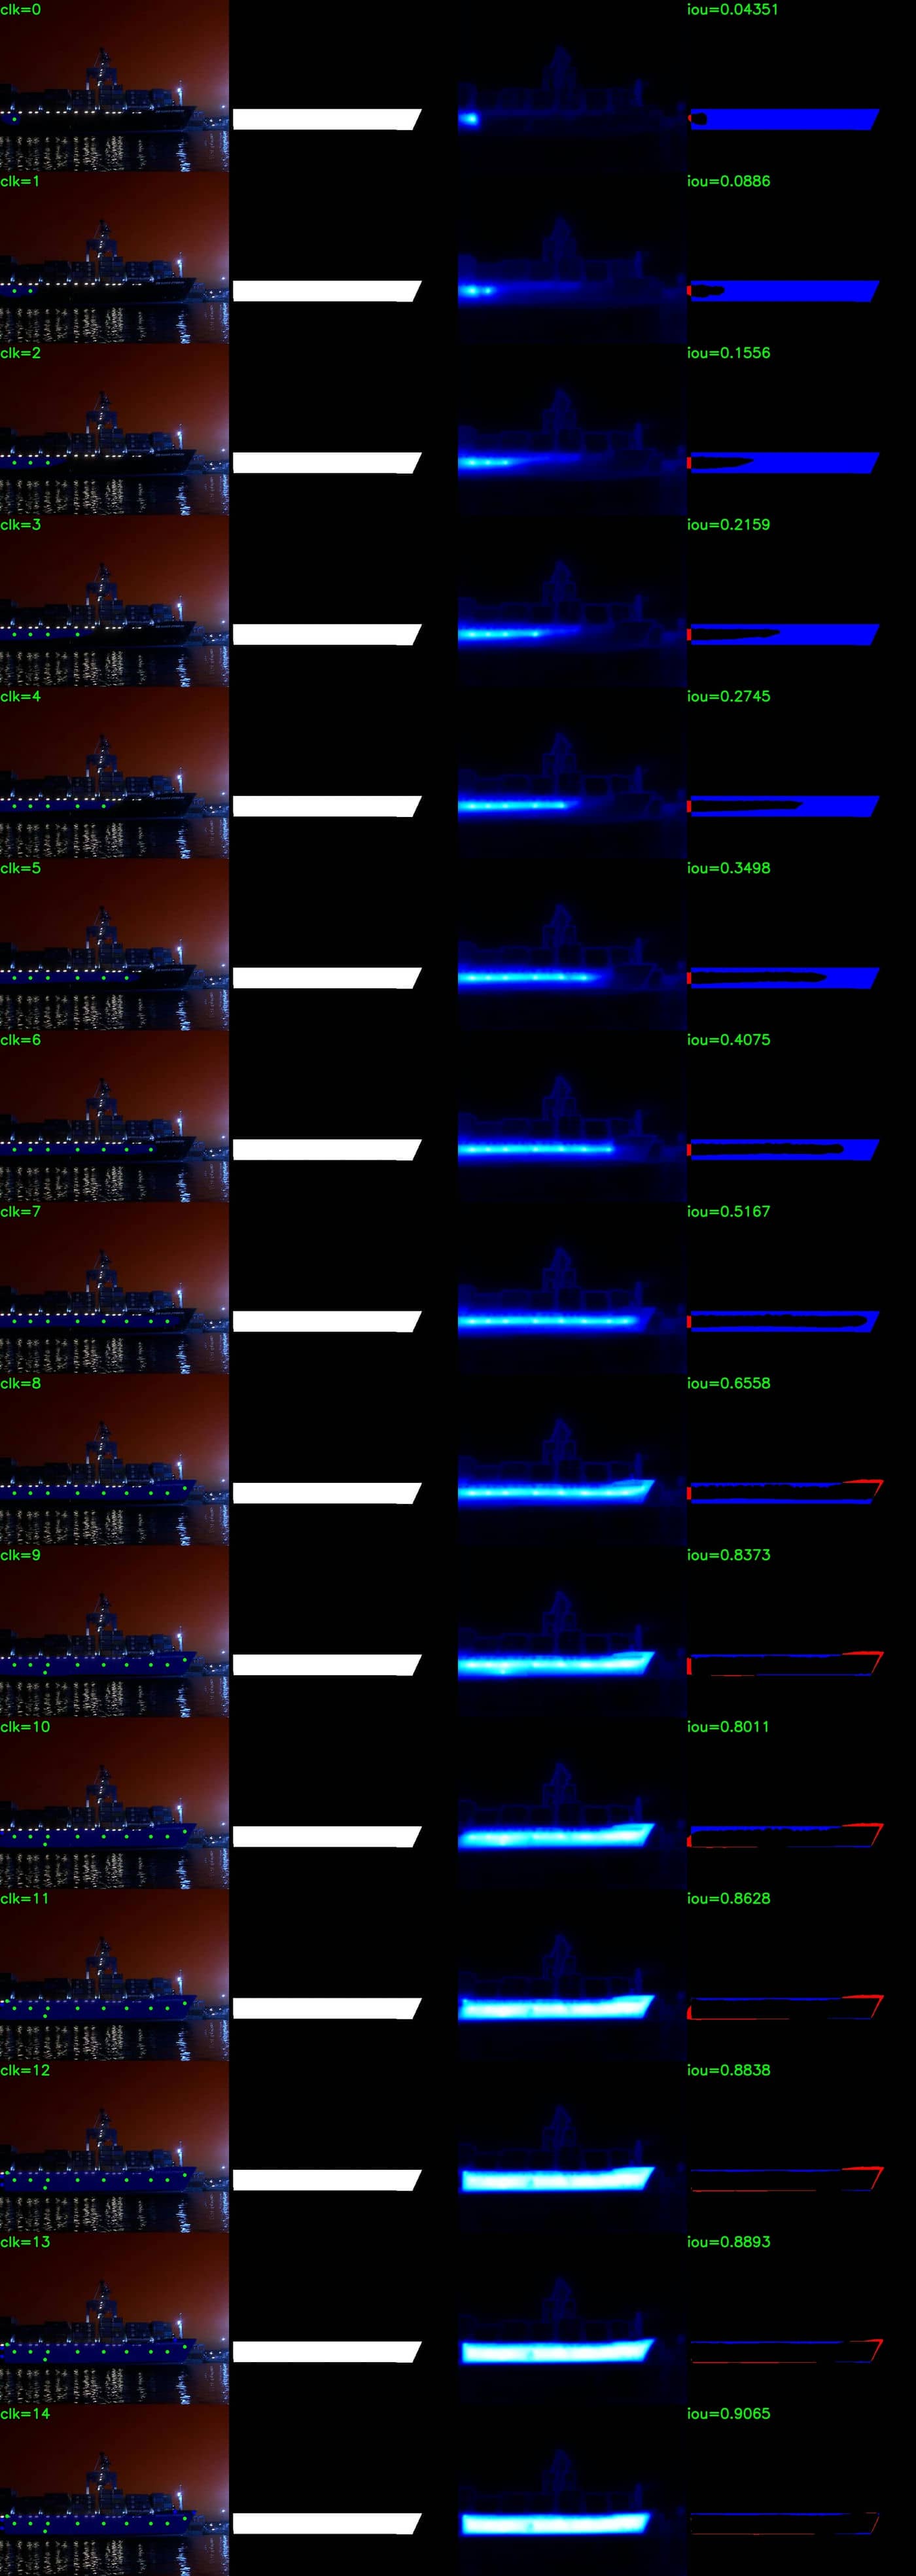 clk=0 iou=0.04351
clk=1 iou=0.0886
clk=2 iou=0.1556
clk=3 iou=0.2159
clk=4 iou=0.2745
clk=5 iou=0.3498
clk=6 iou=0.4075
clk=7 iou=0.5167
clk=8 iou=0.6558
clk=9 iou=0.8373
clk=10 iou=0.8011
clk=11 iou=0.8628
clk=12 iou=0.8838
clk=13 iou=0.8893
clk=14 iou=0.9065